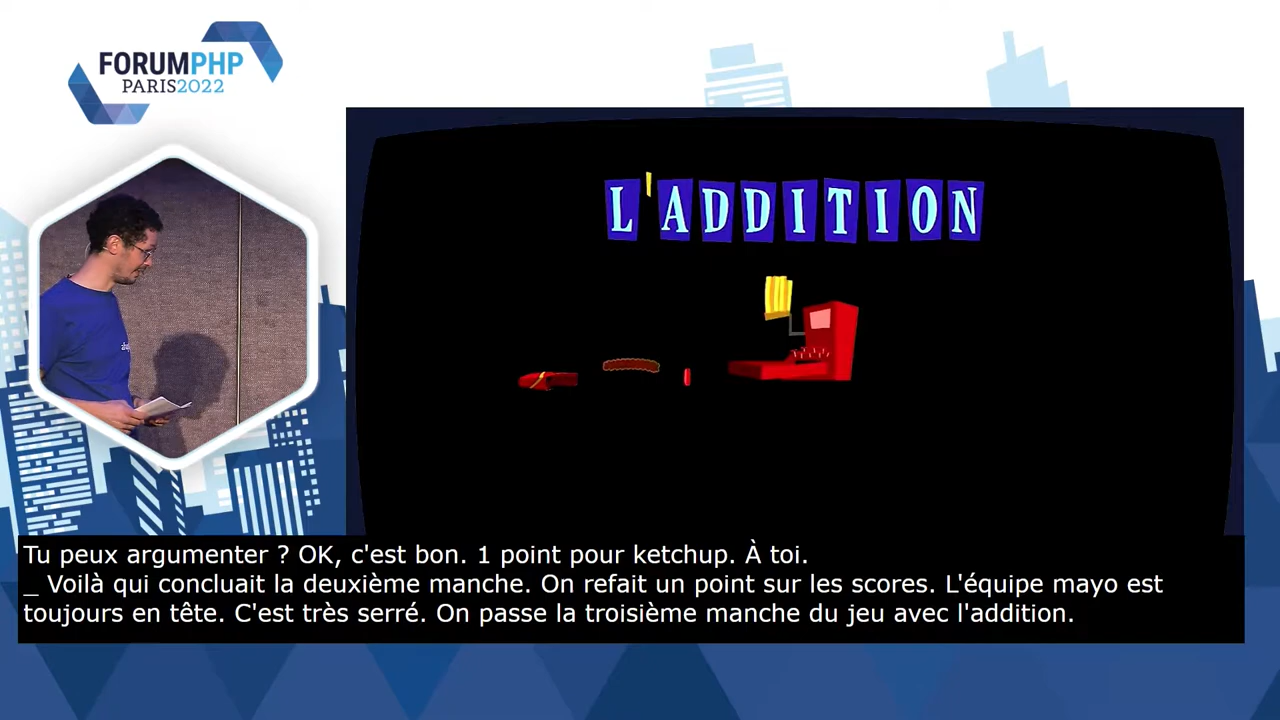 FORUMPHP
PARIS2022
L'ADDITION
Tu peux argumenter ? OK, c'est bon. 1 point pour ketchup. À toi.
_ Voilà qui concluait la deuxième manche. On refait un point sur les scores. L'équipe mayo est
toujours en tête. C'est très serré. On passe la troisième manche du jeu avec l'addition.